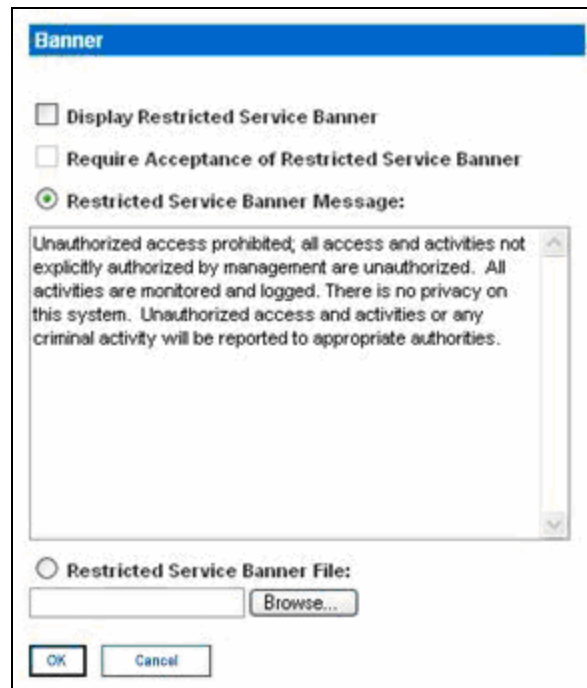 Banner
Display Restricted Service Banner
Require Acceptance of Restricted Service Banner
Restricted Service Banner Message:
Unauthorized access prohibited; all access and activities not
explicitly authorized by management are unauthorized.  All
activities are monitored and logged. There is no privacy on
this system.  Unauthorized access and activities or any
criminal activity will be reported to appropriate authorities.
Restricted Service Banner File:
Browse...
OK Cancel